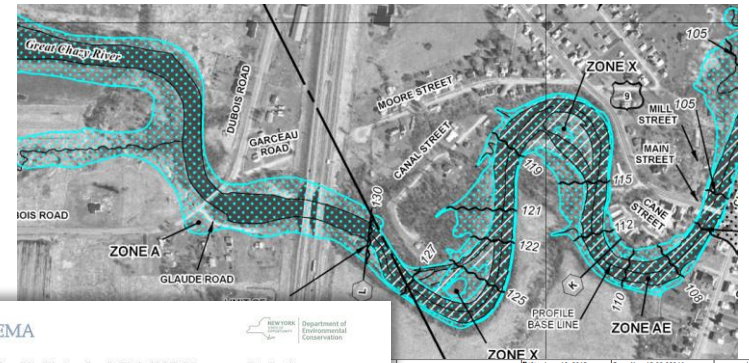 Great Chazy River
DUBOIS ROAD
GARCEAU
ROAD
MOORE STREET
CANAL STREET
ZONE X
9
105
MILL
STREET
105
MAIN
STREET
130
119
115
CANE
STREET
121
112
122
OIS ROAD
ZONE A
GLAUDE ROAD
127
125
L
K
PROFILE
BASE LINE
110
108
ZONE AE
ZONE X
EMA
NEW YORK
Department of
Environmental
Conservation